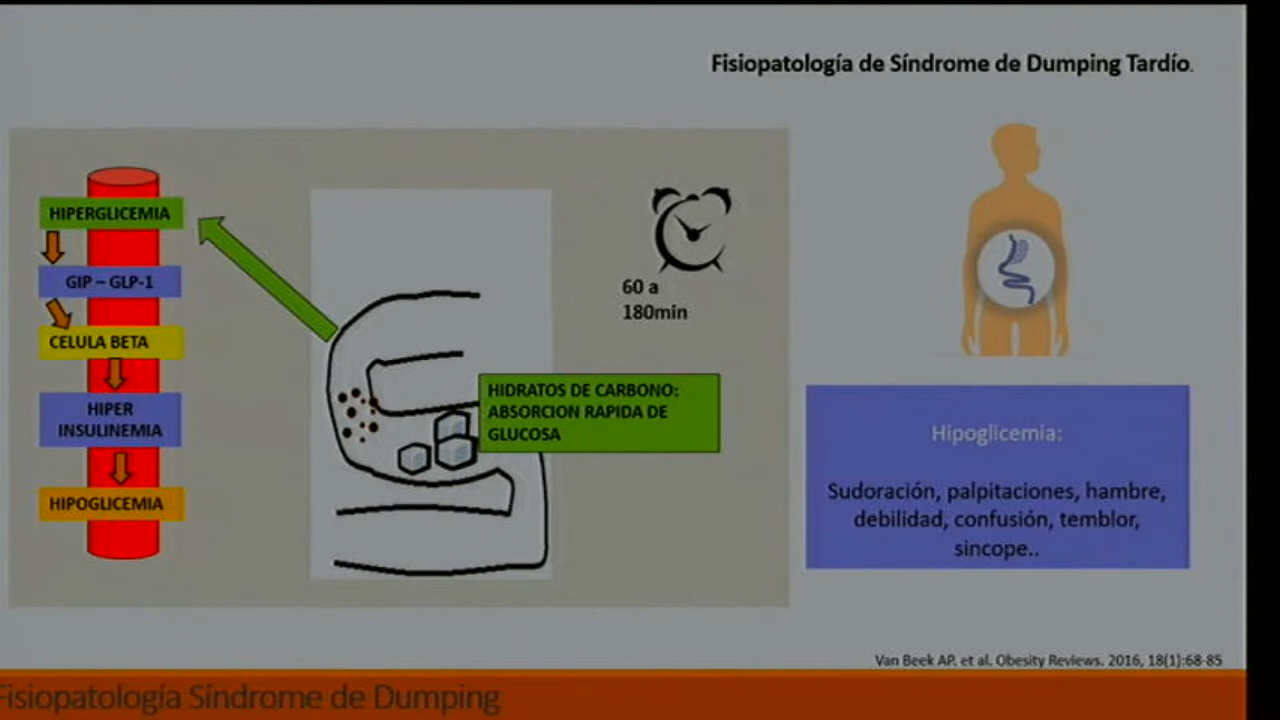 Fisiopatología de Síndrome de Dumping Tardío.
HIPERGLICEMIA
GIP – GLP-1
CELULA BETA
HIPER
INSULINEMIA
HIPOGLICEMIA
60 a
180min
HIDRATOS DE CARBONO:
ABSORCION RAPIDA DE
GLUCOSA
Hipoglicemia:
Sudoración, palpitaciones, hambre,
debilidad, confusión, temblor,
sincope..
Van Beek AP. et al. Obesity Reviews. 2016, 18(1):68-85
Fisiopatología Síndrome de Dumping